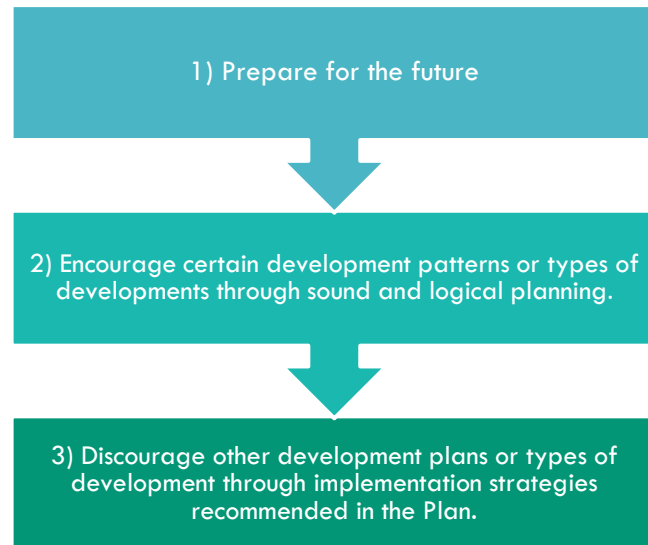 1) Prepare for the future
2) Encourage certain development patterns or types of
developments through sound and logical planning.
3) Discourage other development plans or types of
development through implementation strategies
recommended in the Plan.